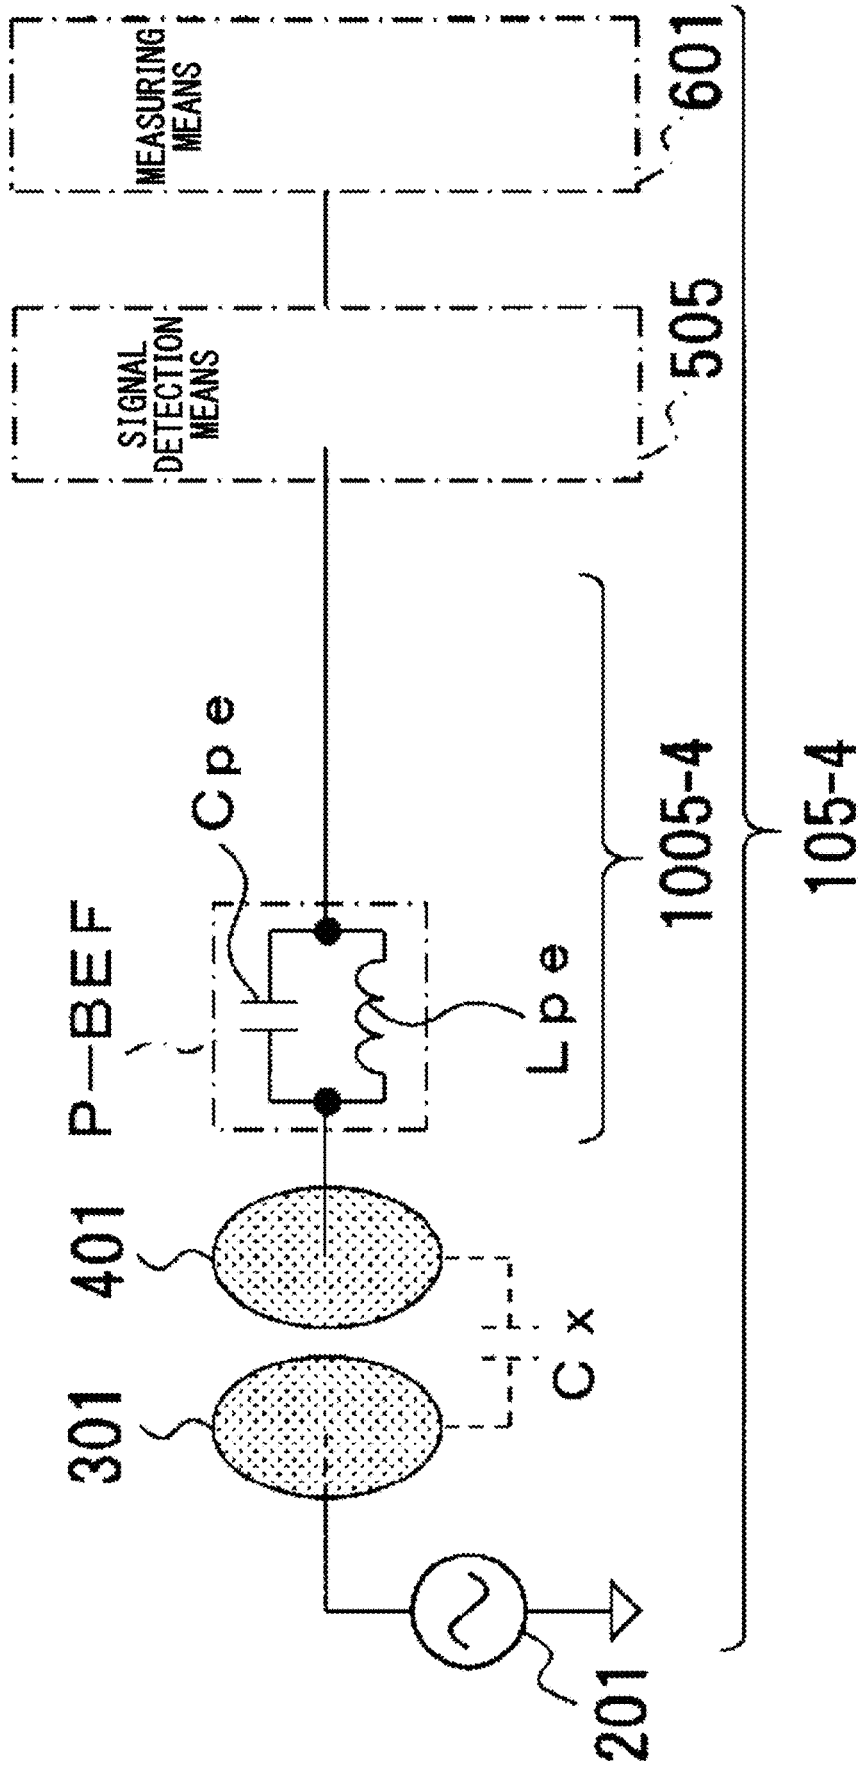 P-BEF
401
301
Cpe
SIGNAL
DETECTION
MEANS
MEASURING
MEANS
Lpe
Cx
201
505
601
1005-4
105-4